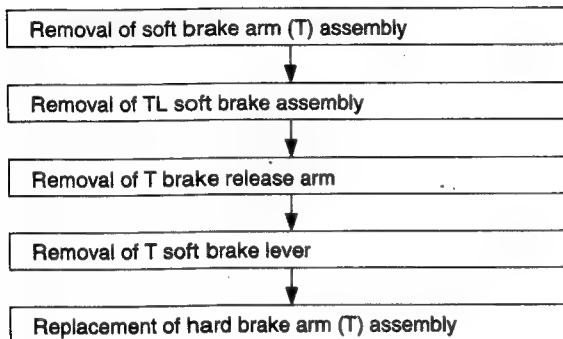 Removal of soft brake arm (T) assembly
Removal of TL soft brake assembly
Removal of T brake release arm
Removal of T soft brake lever
Replacement of hard brake arm (T) assembly